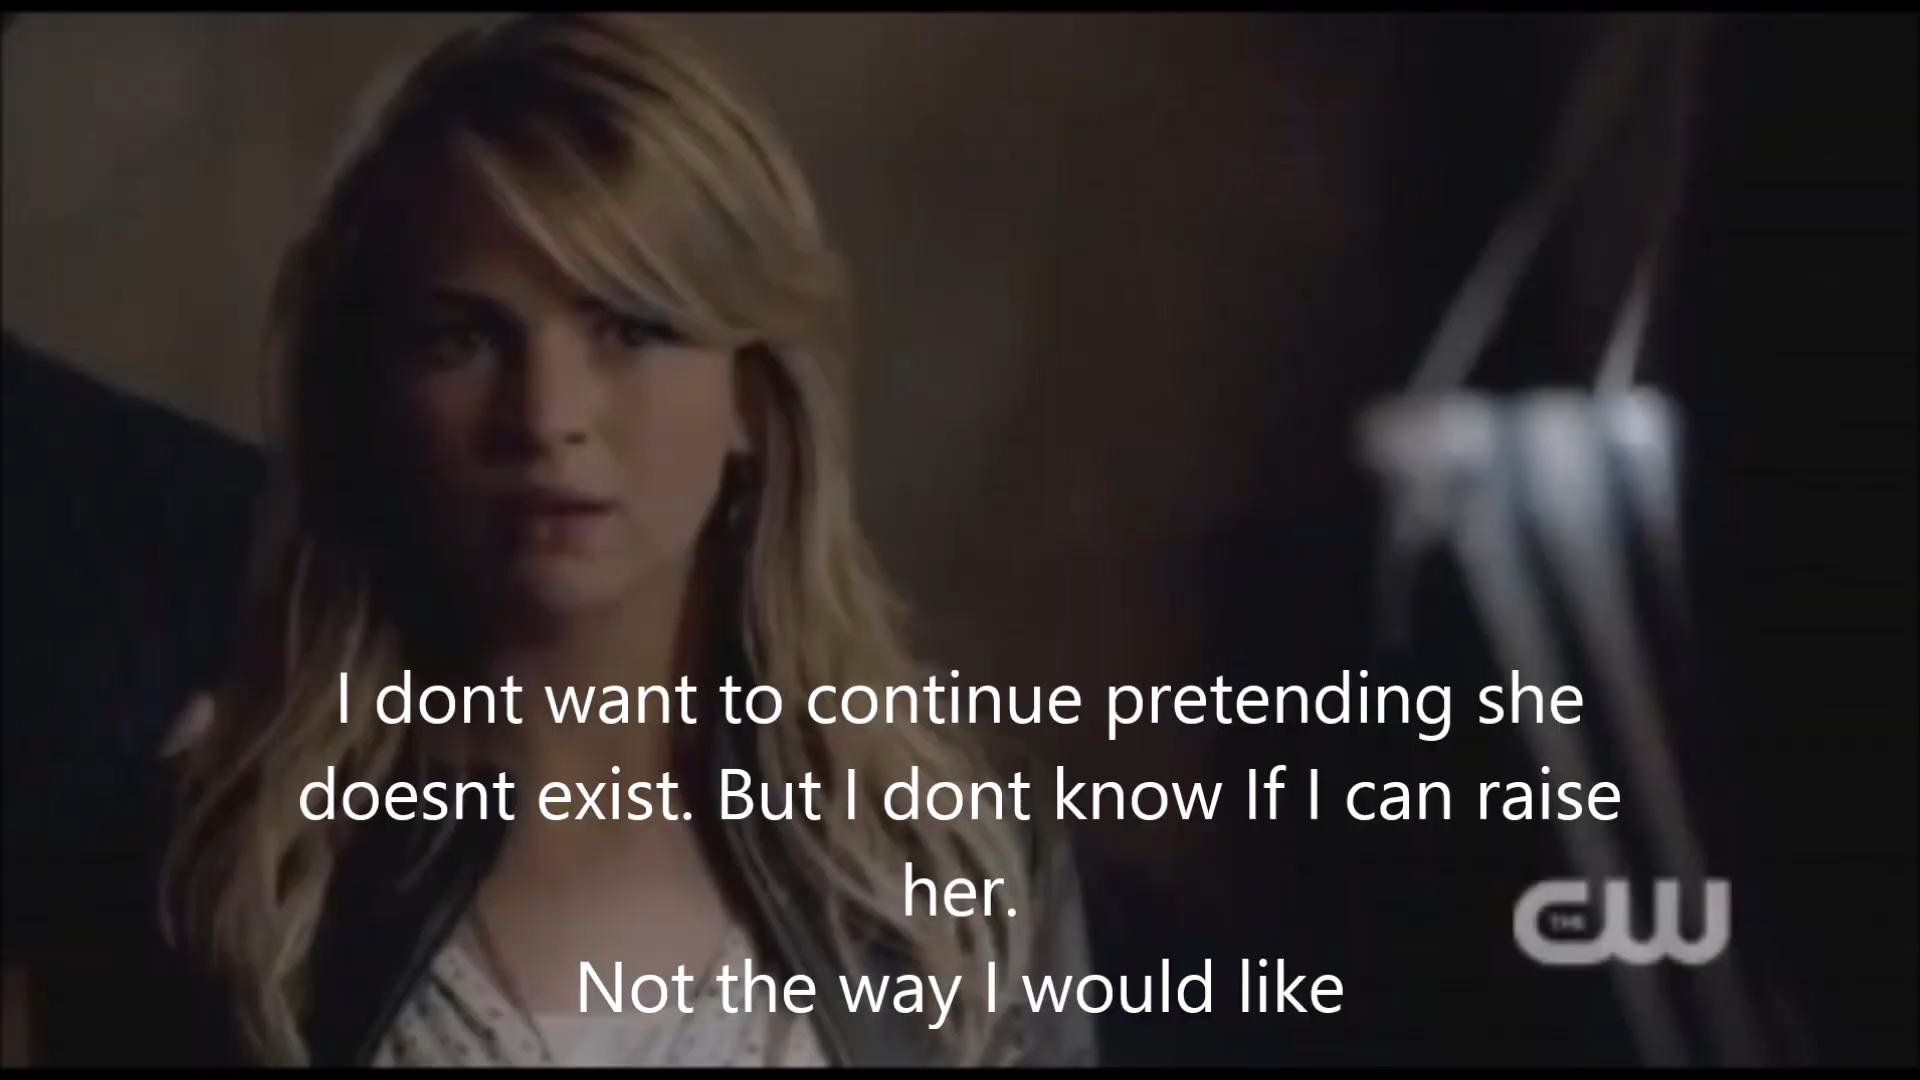 I dont want to continue pretending she
doesnt exist. But I dont know If I can raise
her.
Not the way I would like
THE CW